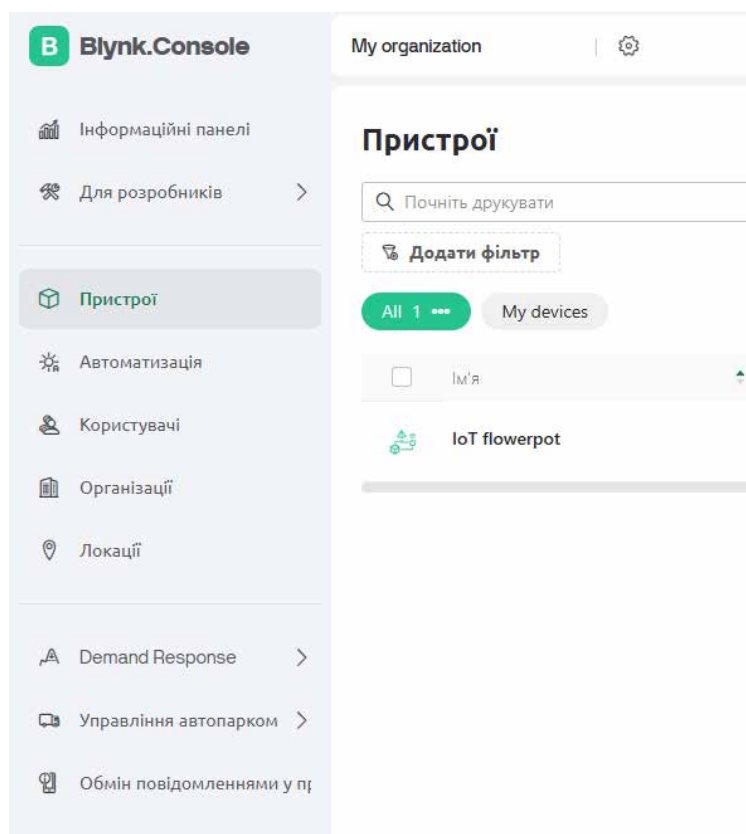 B Blynk.Console
My organization
Інформаційні панелі
Для розробників
Пристрої
Автоматизація
Користувачі
Організації
Локації
Demand Response
Управління автопарком
Обмін повідомленнями у
Пристрої
Почніть друкувати
Додати фільтр
All 1 ••• My devices
Ім'я
IoT flowerpot